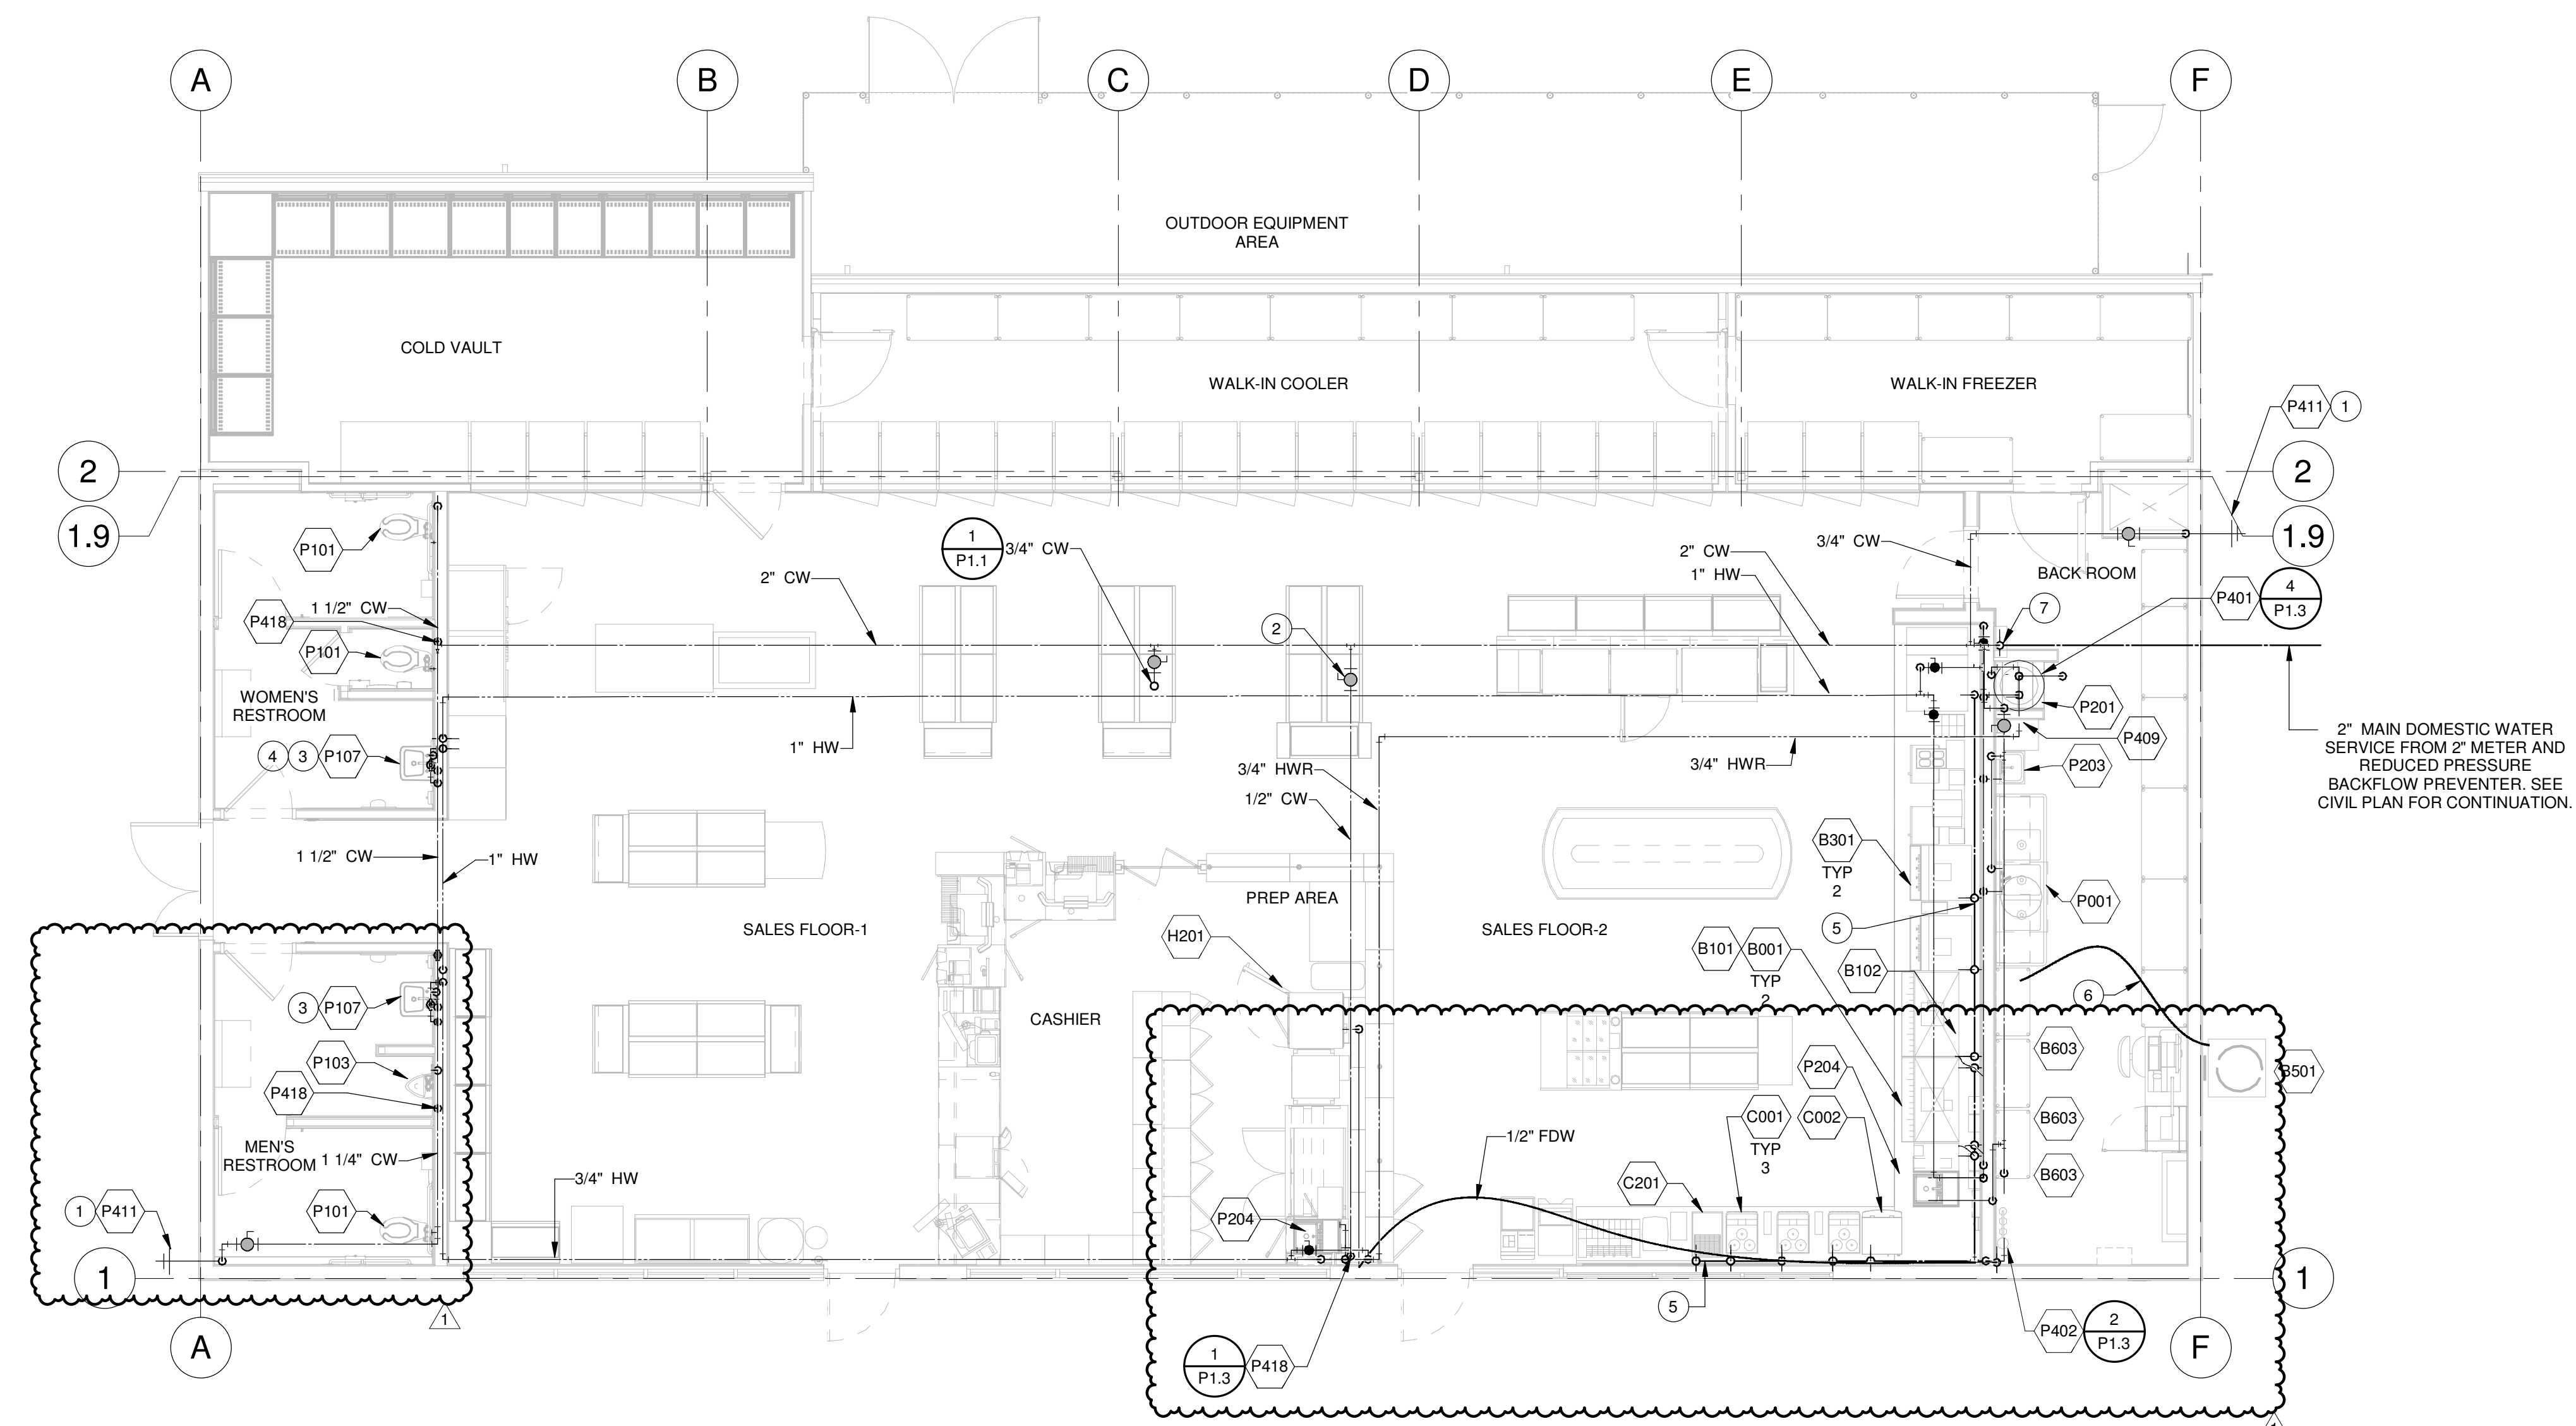 A
B
C
D
E
F
OUTDOOR EQUIPMENT
AREA
COLD VAULT
WALK-IN COOLER
WALK-IN FREEZER
P411 1
2
2
1.9
1.9
P101
1
P1.1
3/4" CW
2" CW
1" HW
3/4" CW
2" CW
BACK ROOM
P401
4
P1.3
7
1 1/2" CW
P418
2
P101
WOMEN'S
RESTROOM
P201
P409
4 3 P107
1" HW
3/4" HWR
3/4" HWR
P203
2" MAIN DOMESTIC WATER
SERVICE FROM 2" METER AND
REDUCED PRESSURE
BACKFLOW PREVENTER. SEE
CIVIL PLAN FOR CONTINUATION.
1/2" CW
B301
TYP
2
1 1/2" CW
1" HW
PREP AREA
P001
SALES FLOOR-1
H201
SALES FLOOR-2
5
B101 B001
TYP
2
B102
6
3 P107
CASHIER
P103
P418
B603
P204
B501
C001
TYP
3
C002
B603
1/2" FDW
MEN'S
RESTROOM
1 1/4" CW
3/4" HW
C201
B603
1 P411
P101
P204
1
1
5
1
P402
2
P1.3
A
F
1
P1.3
P418
1